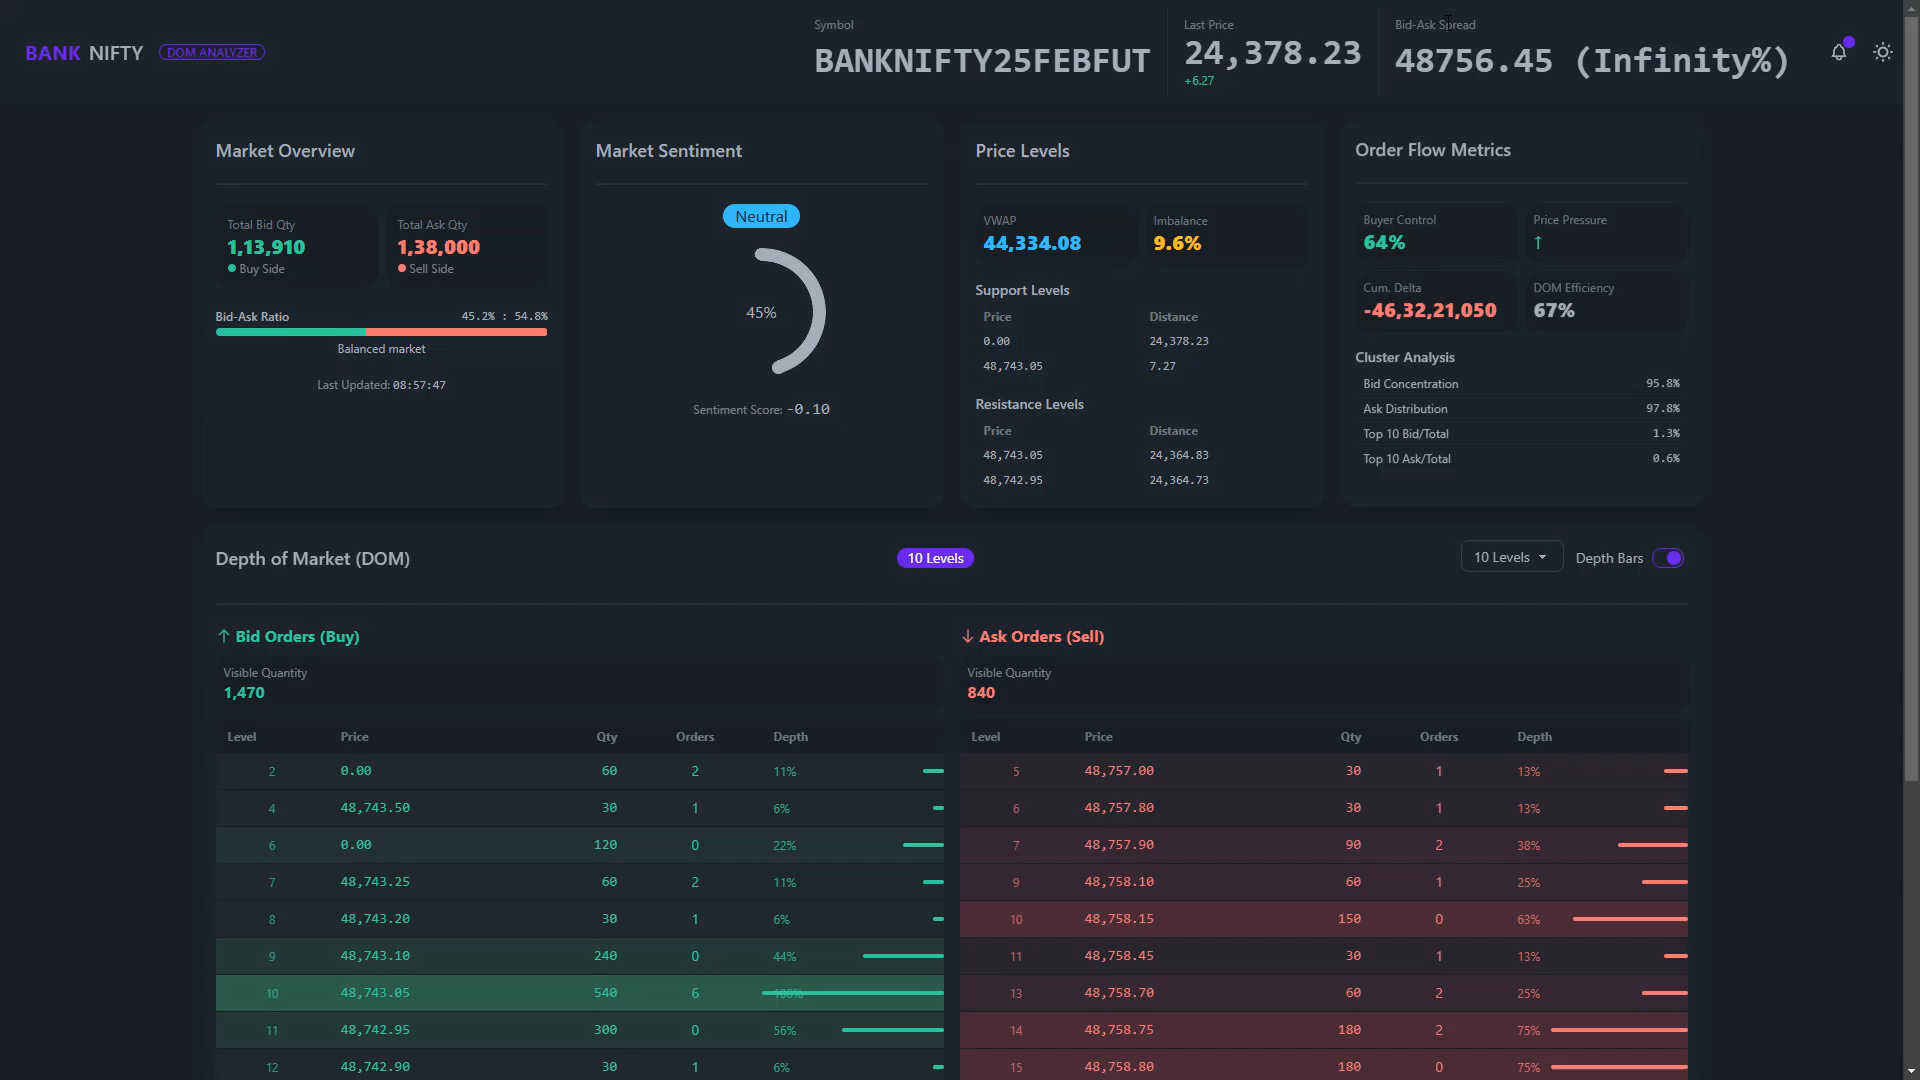 BANK NIFTY DOM ANALYZER
Symbol
BANKNIFTY25FEBFUT
Last Price
24,378.23
+6.27
Bid-Ask Spread
48756.45 (Infinity%)
Market Overview
Total Bid Qty
1,13,910
Buy Side
Total Ask Qty
1,38,000
Sell Side
Bid-Ask Ratio 45.2% : 54.8%
Balanced market
Last Updated: 08:57:47
Market Sentiment
Neutral
45%
Sentiment Score: -0.10
Price Levels
VWAP
44,334.08
Imbalance
9.6%
Support Levels
Price Distance
0.00 24,378.23
48,743.05 7.27
Resistance Levels
Price Distance
48,743.05 24,364.83
48,742.95 24,364.73
Order Flow Metrics
Buyer Control
64%
Price Pressure
↑
Cum. Delta
-46,32,21,050
DOM Efficiency
67%
Cluster Analysis
Bid Concentration 95.8%
Ask Distribution 97.8%
Top 10 Bid/Total 1.3%
Top 10 Ask/Total 0.6%
Depth of Market (DOM)
10 Levels
10 Levels
Depth Bars
↑ Bid Orders (Buy)
Visible Quantity
1,470
Level Price Qty Orders Depth
2 0.00 60 2 11%
4 48,743.50 30 1 6%
6 0.00 120 0 22%
7 48,743.25 60 2 11%
8 48,743.20 30 1 6%
9 48,743.10 240 0 44%
10 48,743.05 540 6 100%
11 48,742.95 300 0 56%
12 48,742.90 30 1 6%
↓ Ask Orders (Sell)
Visible Quantity
840
Level Price Qty Orders Depth
5 48,757.00 30 1 13%
6 48,757.80 30 1 13%
7 48,757.90 90 2 38%
9 48,758.10 60 1 25%
10 48,758.15 150 0 63%
11 48,758.45 30 1 13%
13 48,758.70 60 2 25%
14 48,758.75 180 2 75%
15 48,758.80 180 0 75%